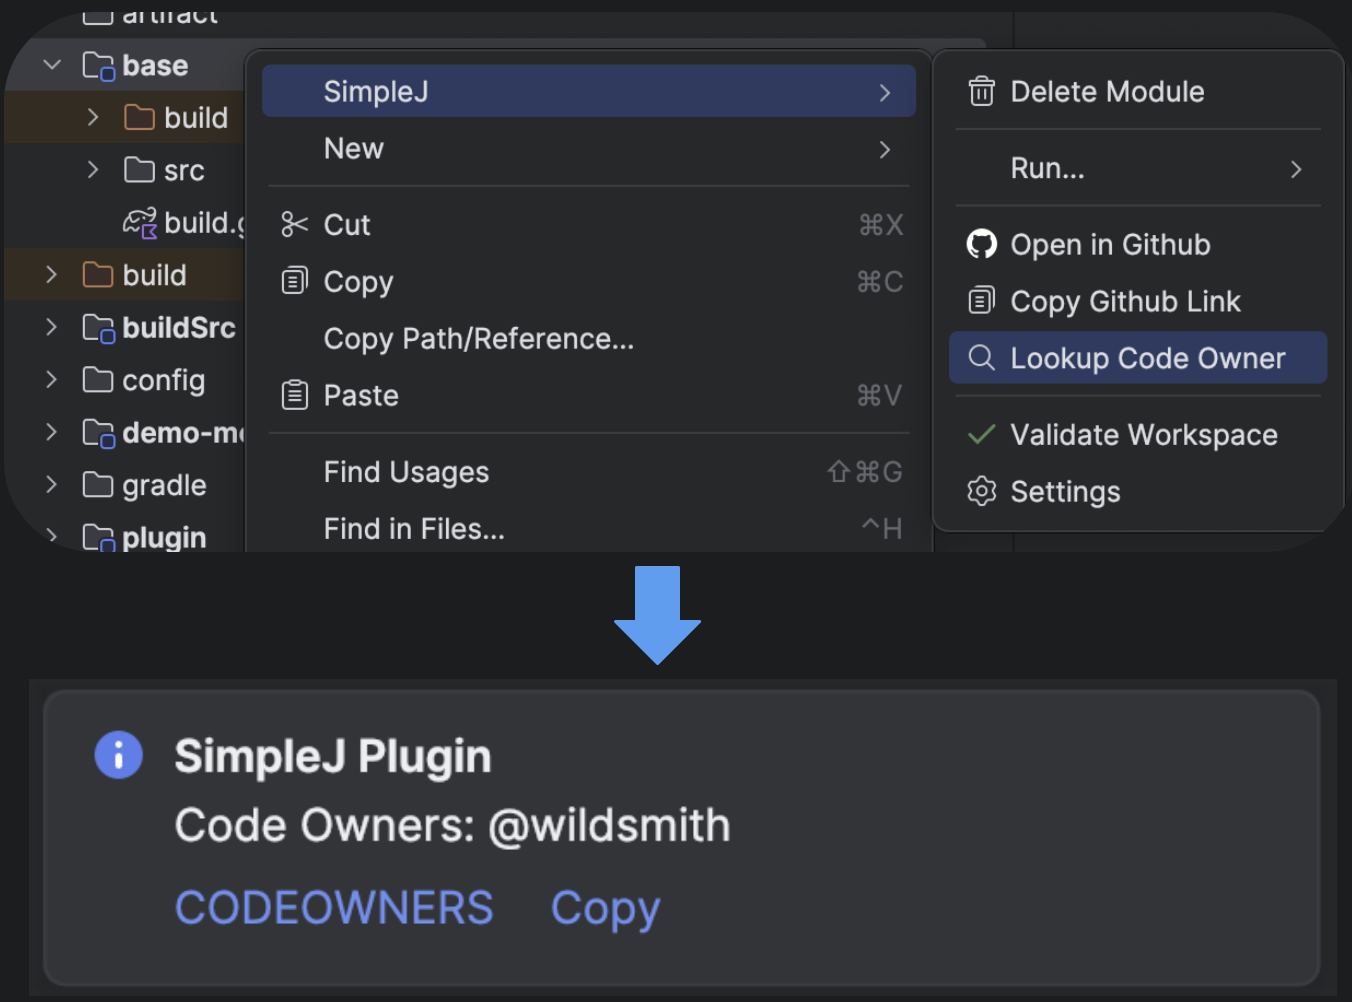 artifact
base
build
src
build.g
build
buildSrc
config
demo-mo
gradle
plugin
SimpleJ
New
Cut ⌘X
Copy ⌘C
Copy Path/Reference...
Paste ⌘V
Find Usages ⇧⌘G
Find in Files... ^H
Delete Module
Run...
Open in Github
Copy Github Link
Lookup Code Owner
Validate Workspace
Settings
SimpleJ Plugin
Code Owners: @wildsmith
CODEOWNERS Copy